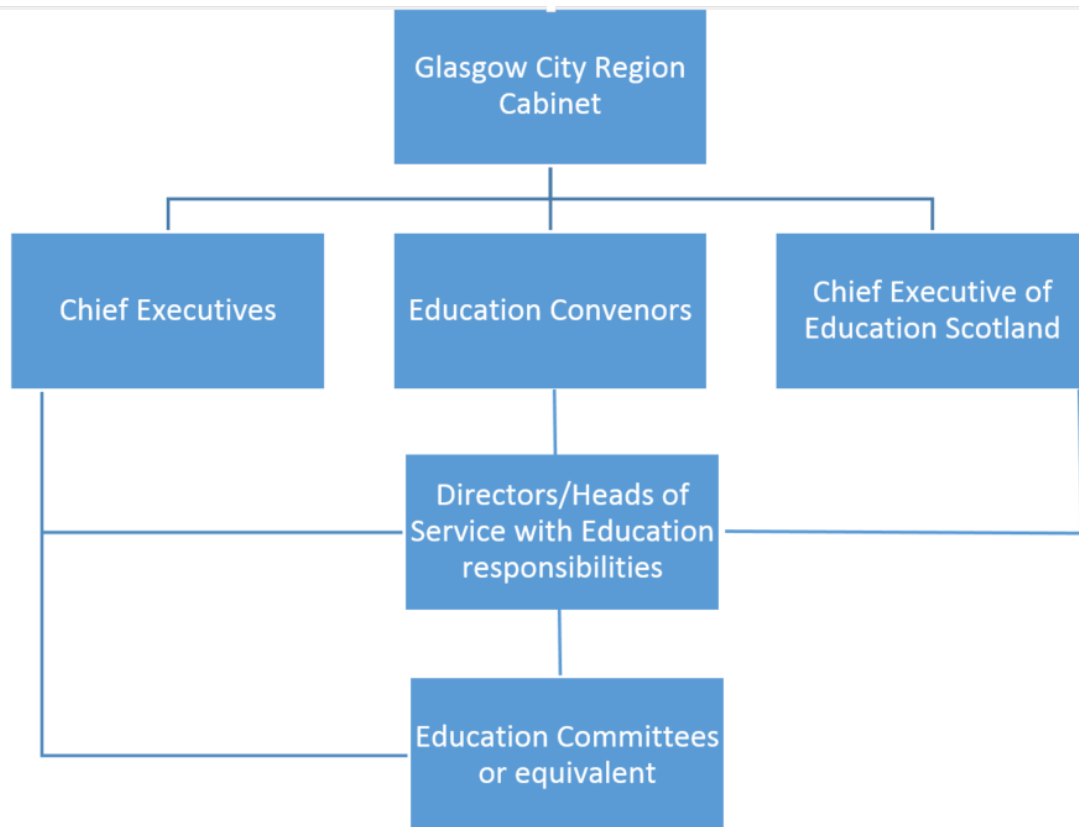 Glasgow City Region
Cabinet
Chief Executives
Education Convenors
Chief Executive of
Education Scotland
Directors/Heads of
Service with Education
responsibilities
Education Committees
or equivalent